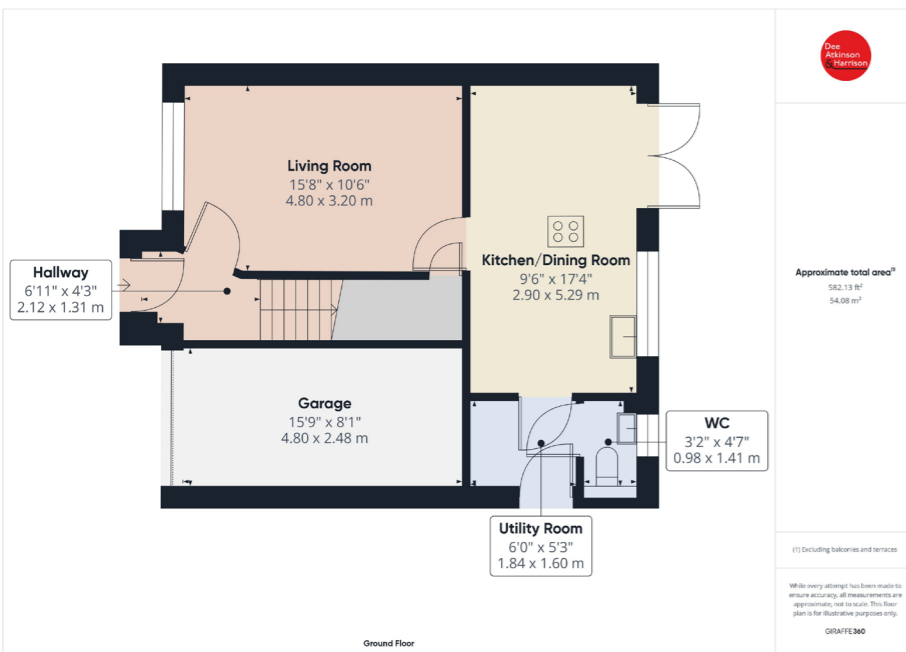 Living Room
15'8" x 10'6"
4.80 x 3.20 m
Hallway
6'11" x 4'3"
2.12 x 1.31 m
Kitchen/Dining Room
9'6" x 17'4"
2.90 x 5.29 m
Garage
15'9" x 8'1"
4.80 x 2.48 m
WC
3'2" x 4'7"
0.98 x 1.41 m
Utility Room
6'0" x 5'3"
1.84 x 1.60 m
Ground Floor
Dee
Atkinson
& Harrison
Approximate total area⁽¹⁾
582.13 ft²
54.08 m²
(1) Excluding balconies and terraces
While every attempt has been made to
ensure accuracy, all measurements are
approximate, not to scale. This floor
plan is for illustrative purposes only.
GIRAFFE360